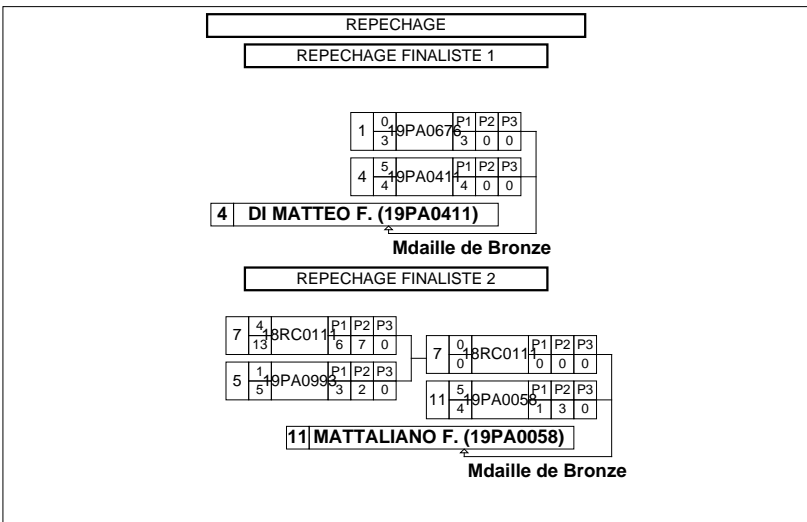 REPECHAGE
REPECHAGE FINALISTE 1
1 0 3 19PA0676 P1 P2 P3 3 0 0
4 5 4 19PA0411 P1 P2 P3 4 0 0
4 DI MATTEO F. (19PA0411)
Mdaille de Bronze
REPECHAGE FINALISTE 2
7 4 13 18RC0111 P1 P2 P3 6 7 0
7 0 0 18RC0111 P1 P2 P3 0 0 0
5 1 5 19PA0993 P1 P2 P3 3 2 0
11 5 4 19PA0058 P1 P2 P3 1 3 0
11 MATTALIANO F. (19PA0058)
Mdaille de Bronze